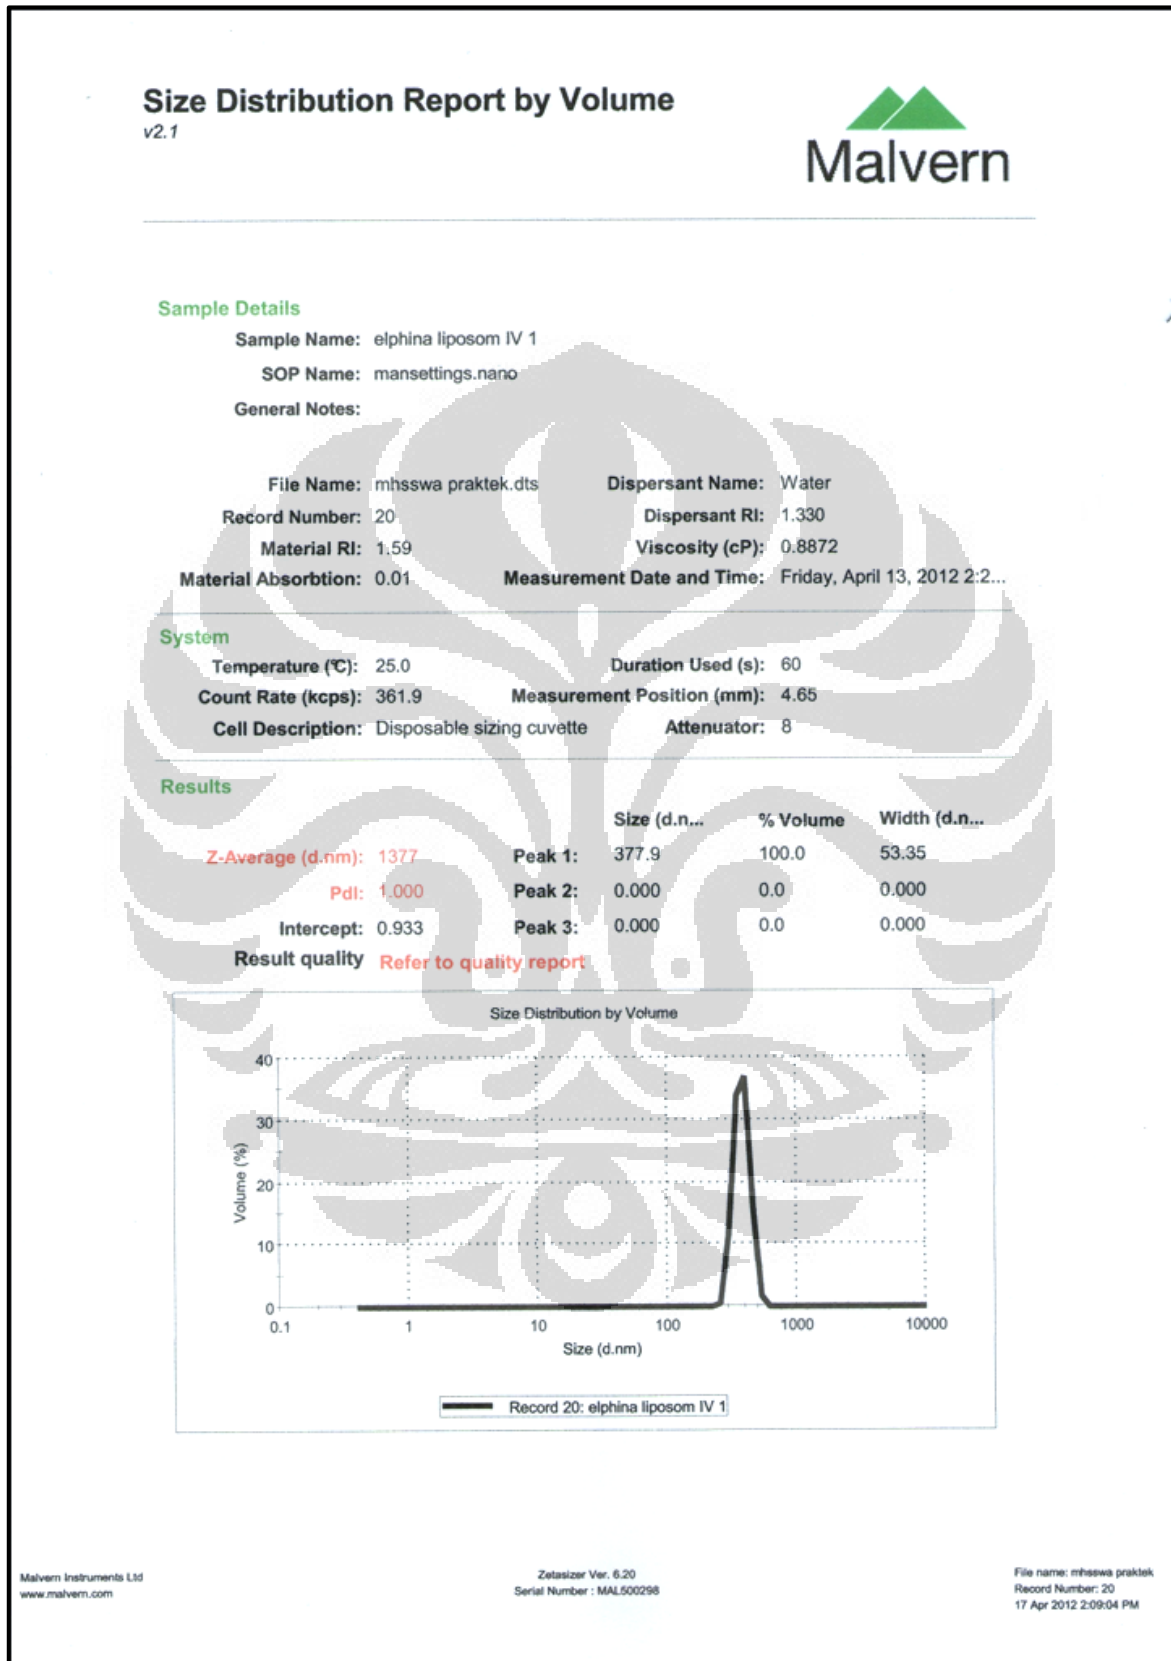 Size Distribution Report by Volume
v2.1
Malvern
Sample Details
Sample Name: elphina liposom IV 1
SOP Name: mansettings.nano
General Notes:
File Name: mhsswa praktek.dts Dispersant Name: Water
Record Number: 20 Dispersant RI: 1.330
Material RI: 1.59 Viscosity (cP): 0.8872
Material Absorbtion: 0.01 Measurement Date and Time: Friday, April 13, 2012 2:2...
System
Temperature (°C): 25.0 Duration Used (s): 60
Count Rate (kcps): 361.9 Measurement Position (mm): 4.65
Cell Description: Disposable sizing cuvette Attenuator: 8
Results
Size (d.n... % Volume Width (d.n...
Z-Average (d.nm): 1377 Peak 1: 377.9 100.0 53.35
PdI: 1.000 Peak 2: 0.000 0.0 0.000
Intercept: 0.933 Peak 3: 0.000 0.0 0.000
Result quality Refer to quality report
Size Distribution by Volume
40
30
20
10
0
Volume (%)
0.1 1 10 100 1000 10000
Size (d.nm)
Record 20: elphina liposom IV 1
Malvern Instruments Ltd
www.malvern.com
Zetasizer Ver. 6.20
Serial Number : MAL500298
File name: mhsswa praktek
Record Number: 20
17 Apr 2012 2:09:04 PM